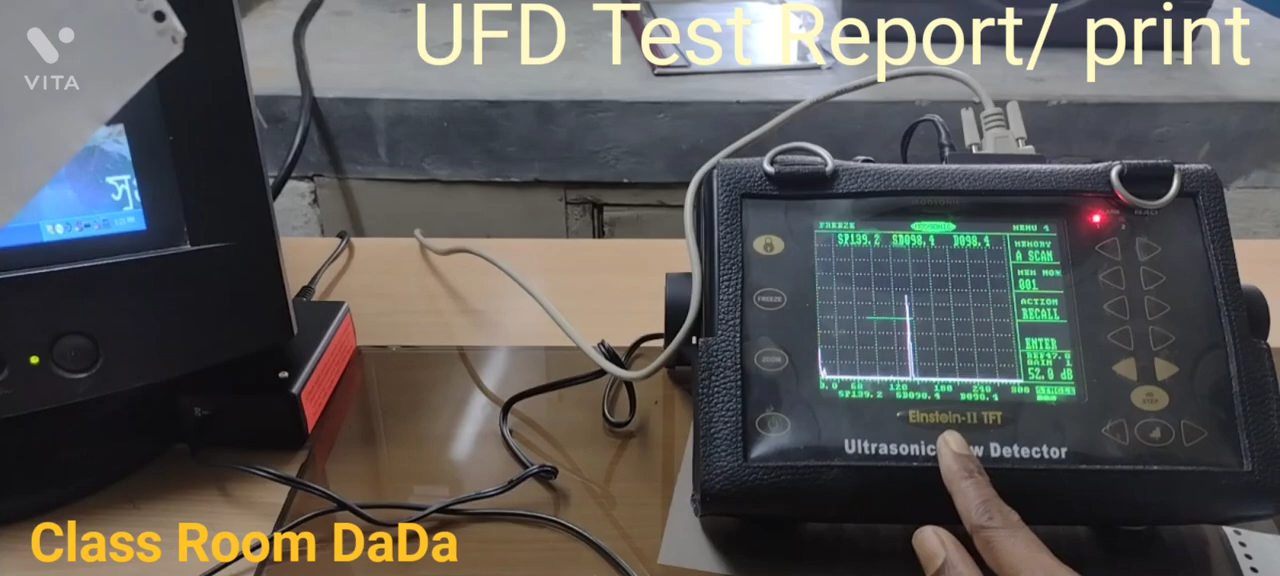 UFD Test Report/ print
VITA
FREEZE
MENU 4
SP139.2 SD098.4 D098.4
MEMORY
A SCAN
MEM NO
001
ACTION
RECALL
ENTER
GAIN 1
52.0 dB
0.0 60 120 180 240 300
SP139.2 SD098.4 D098.4
FREEZE
ZOOM
Einstein-II TFT
Ultrasonic Detector
Class Room DaDa